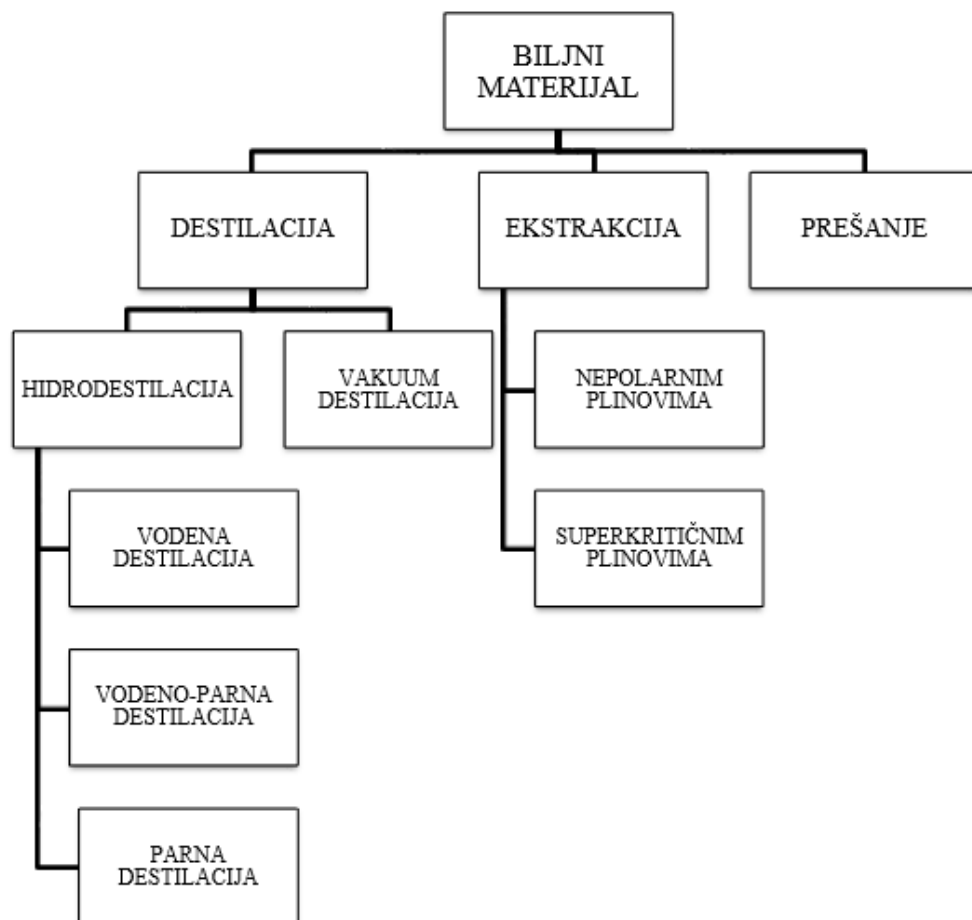 BILJNI
MATERIJAL
DESTILACIJA
EKSTRAKCIJA
PREŠANJE
HIDRODESTILACIJA
VAKUUM
DESTILACIJA
NEPOLARNIM
PLINOVIMA
VODENA
DESTILACIJA
SUPERKRITIČNIM
PLINOVIMA
VODENO-PARNA
DESTILACIJA
PARNA
DESTILACIJA